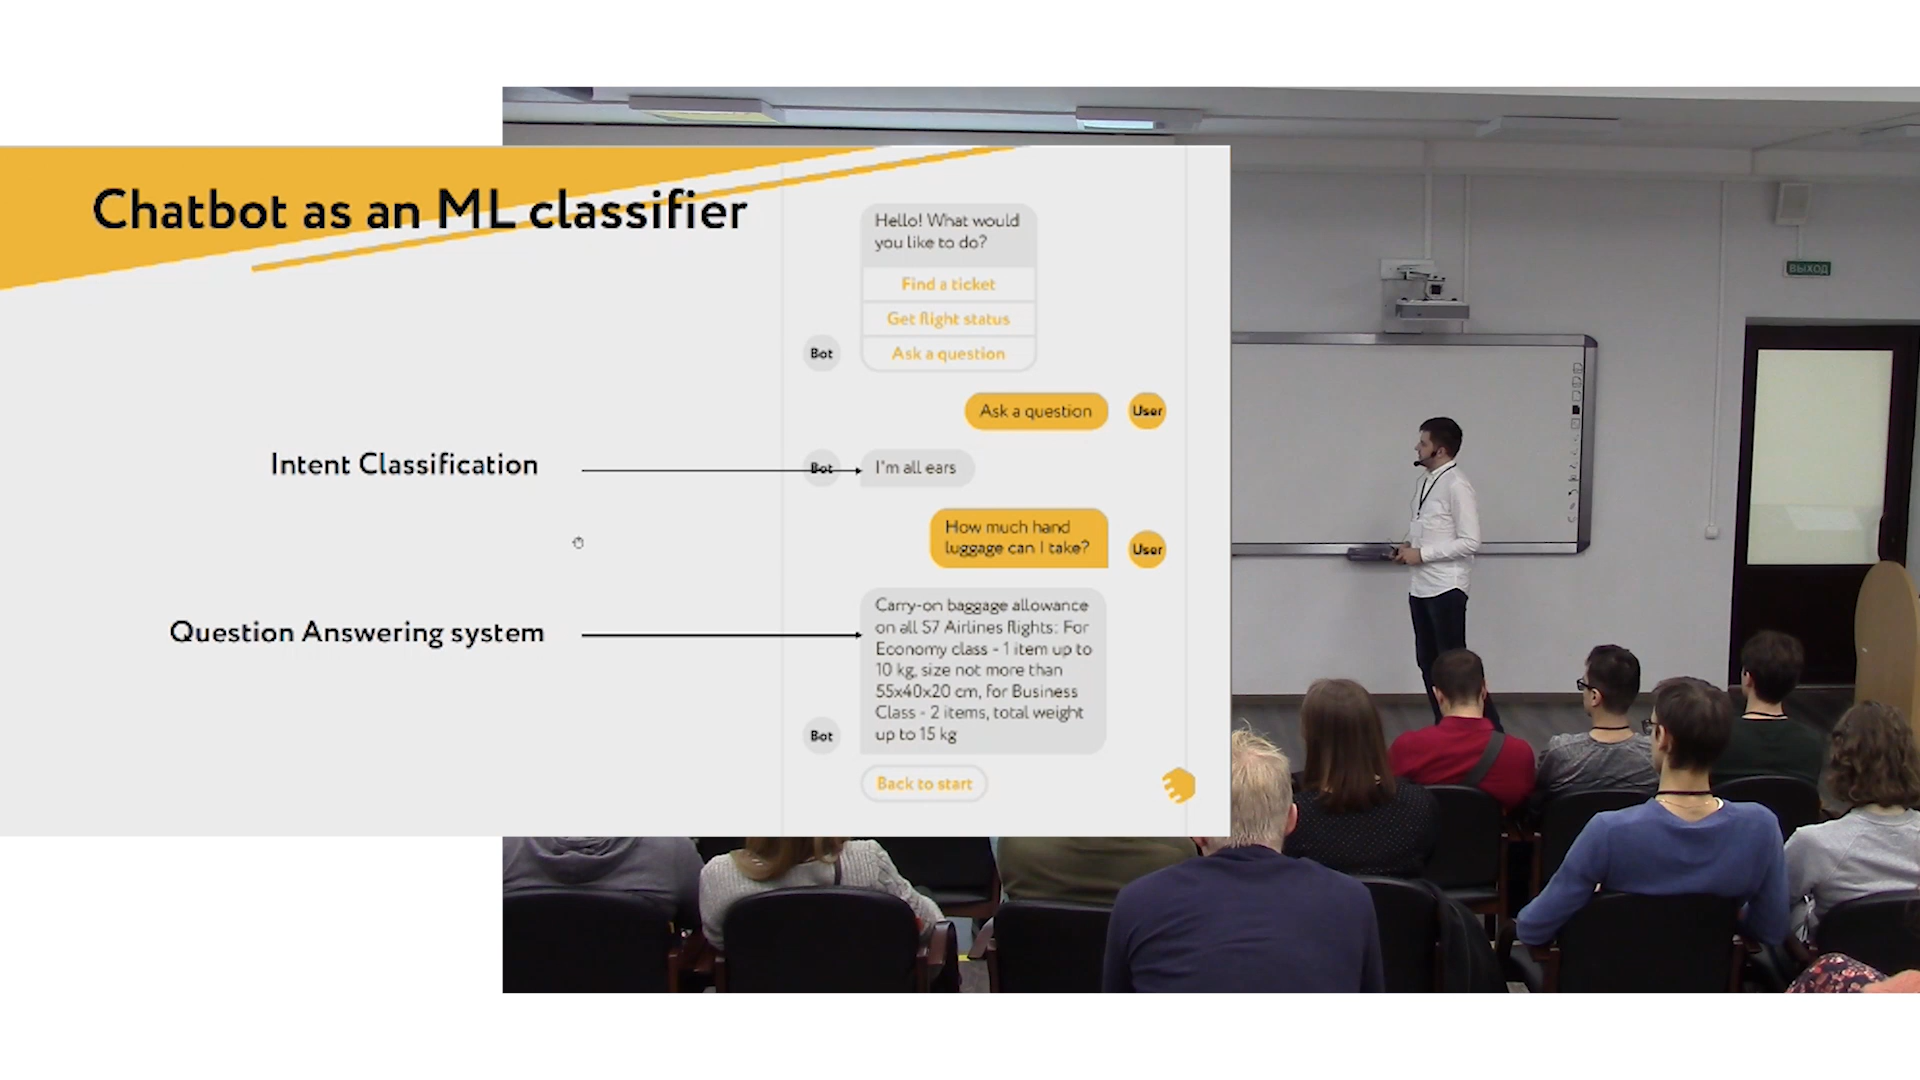 Chatbot as an ML classifier
Hello! What would
you like to do?
Find a ticket
Get flight status
Bot
Ask a question
Ask a question
User
Intent Classification
Bot
I'm all ears
How much hand
luggage can I take?
User
Question Answering system
Carry-on baggage allowance
on all S7 Airlines flights: For
Economy class - 1 item up to
10 kg, size not more than
55x40x20 cm, for Business
Class - 2 items, total weight
up to 15 kg
Bot
Back to start
ВЫХОД